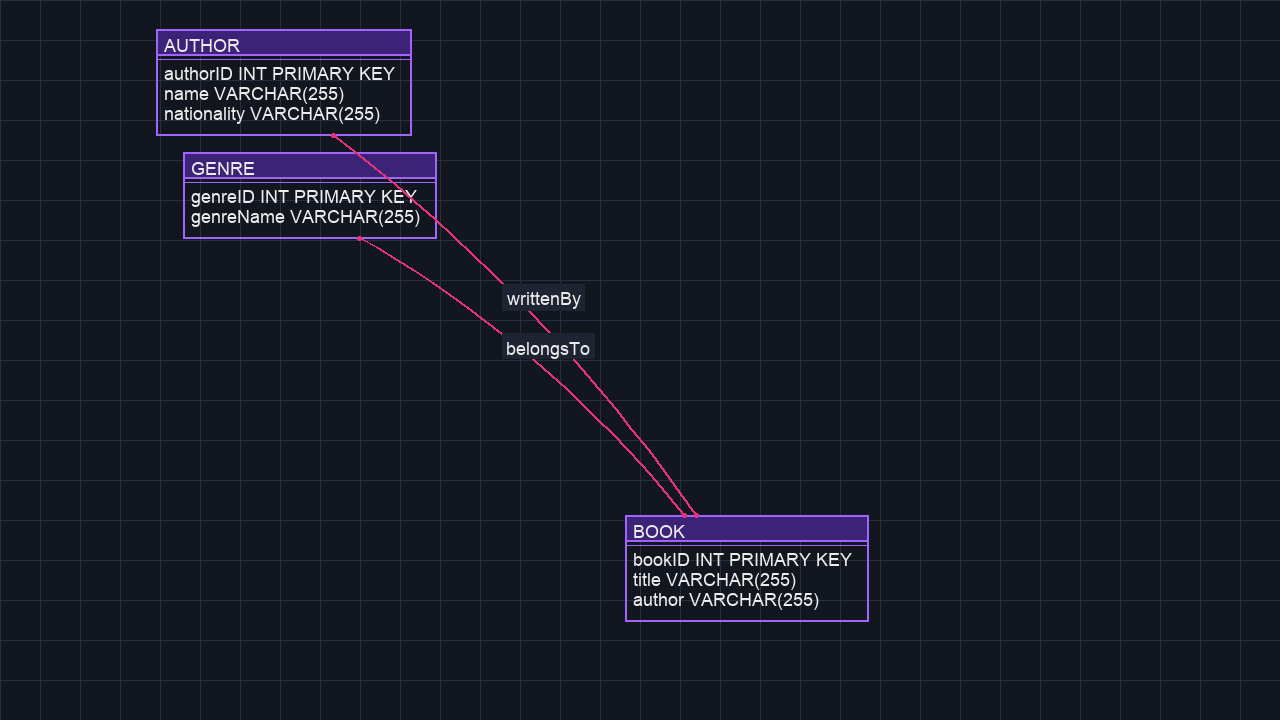 AUTHOR
authorID INT PRIMARY KEY
name VARCHAR(255)
nationality VARCHAR(255)
GENRE
genreID INT PRIMARY KEY
genreName VARCHAR(255)
writtenBy
belongsTo
BOOK
bookID INT PRIMARY KEY
title VARCHAR(255)
author VARCHAR(255)